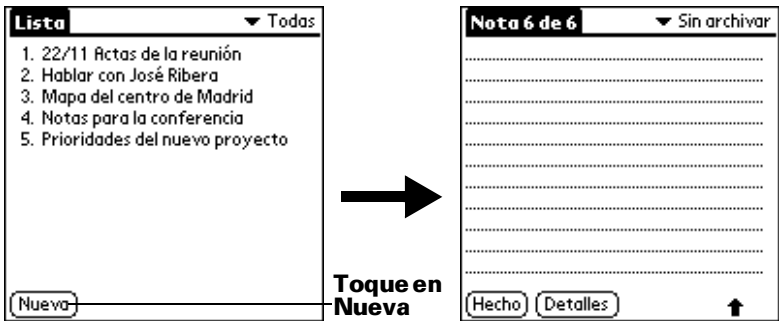 Lista ▼ Todas
1. 22/11 Actas de la reunión
2. Hablar con José Ribera
3. Mapa del centro de Madrid
4. Notas para la conferencia
5. Prioridades del nuevo proyecto
Nueva
Toque en
Nueva
Nota 6 de 6 ▼ Sin archivar
Hecho Detalles